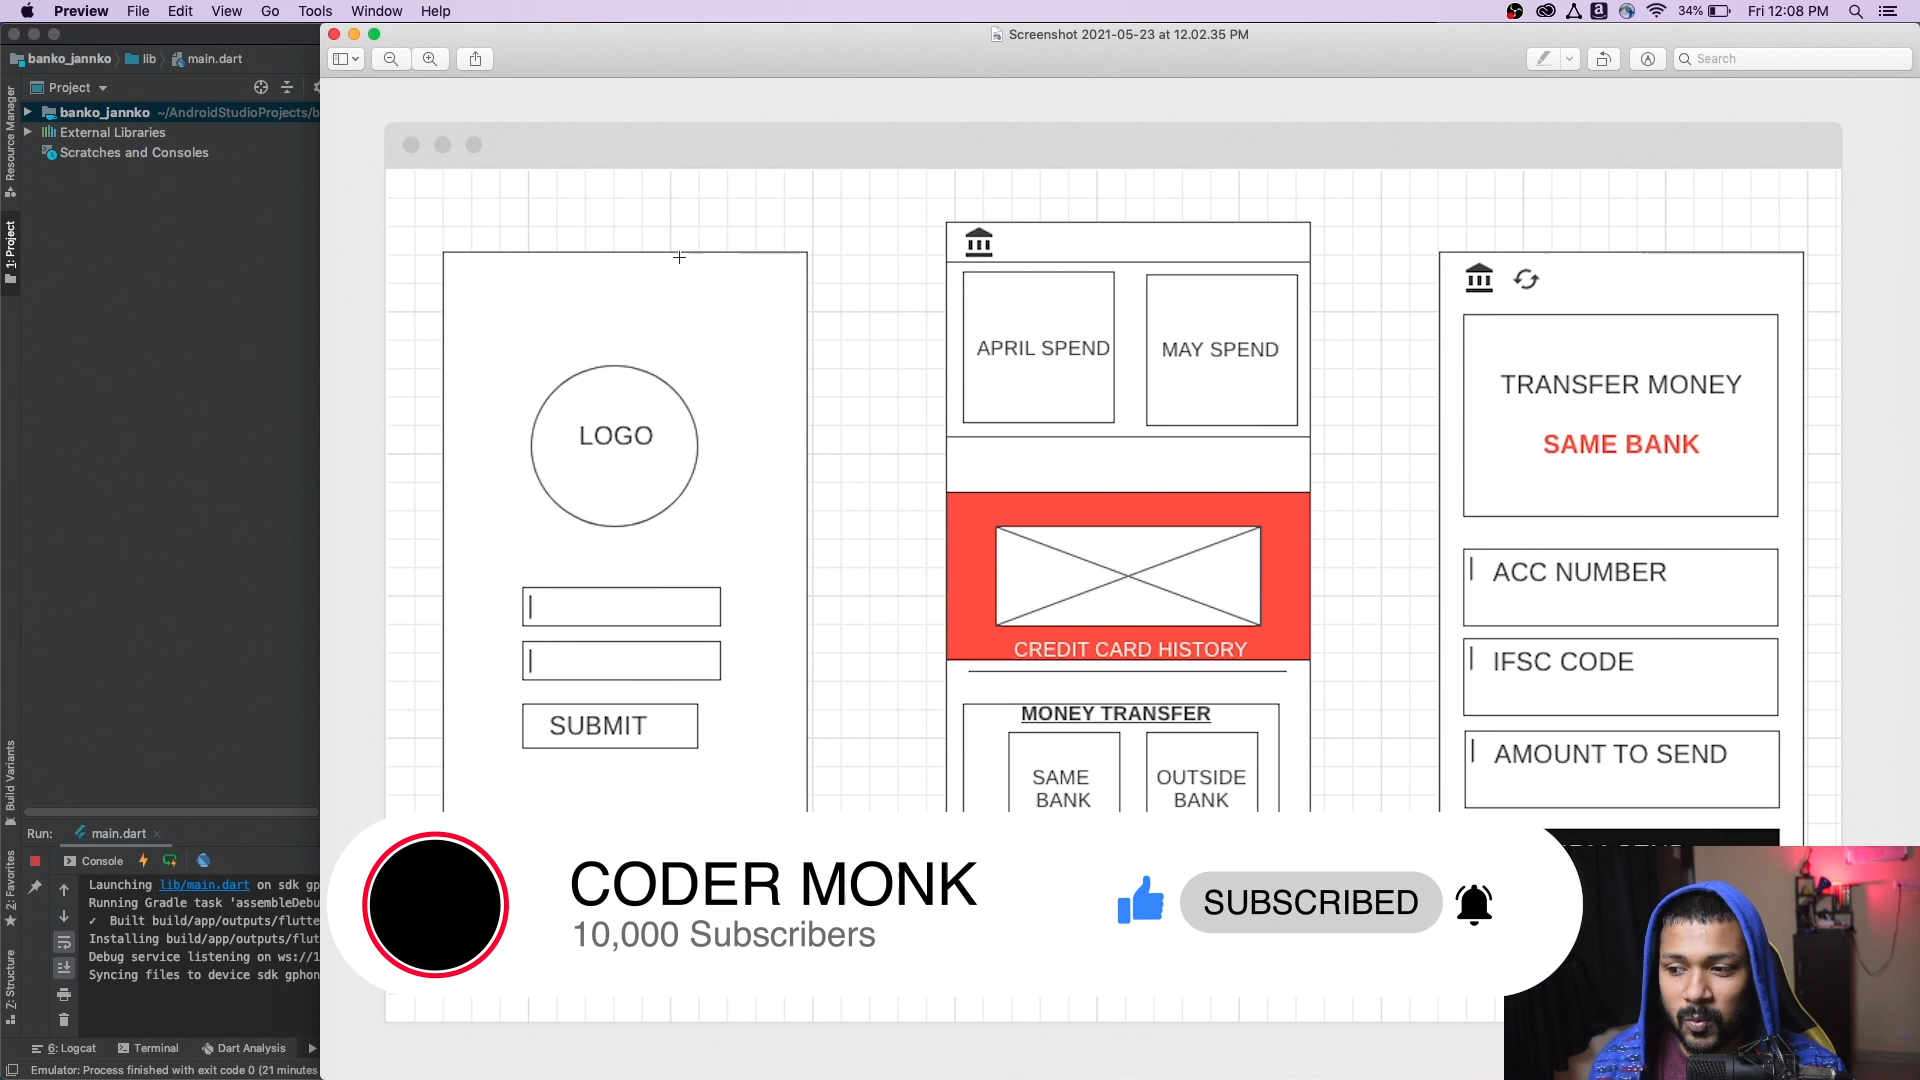 Preview File Edit View Go Tools Window Help
34% Fri 12:08 PM
banko_jannko lib main.dart
Screenshot 2021-05-23 at 12.02.35 PM
Search
Project
banko_jannko ~/AndroidStudioProjects/b
External Libraries
Scratches and Consoles
Resource Manager
1: Project
Build Variants
2: Favorites
Z: Structure
LOGO
SUBMIT
APRIL SPEND
MAY SPEND
CREDIT CARD HISTORY
MONEY TRANSFER
SAME
BANK
OUTSIDE
BANK
TRANSFER MONEY
SAME BANK
ACC NUMBER
IFSC CODE
AMOUNT TO SEND
Run: main.dart
Console
Launching lib/main.dart on sdk gp
Running Gradle task 'assembleDebu
✓ Built build/app/outputs/flutte
Installing build/app/outputs/flut
Debug service listening on ws://1
Syncing files to device sdk gphon
CODER MONK
10,000 Subscribers
SUBSCRIBED
6: Logcat Terminal Dart Analysis
Emulator: Process finished with exit code 0 (21 minutes